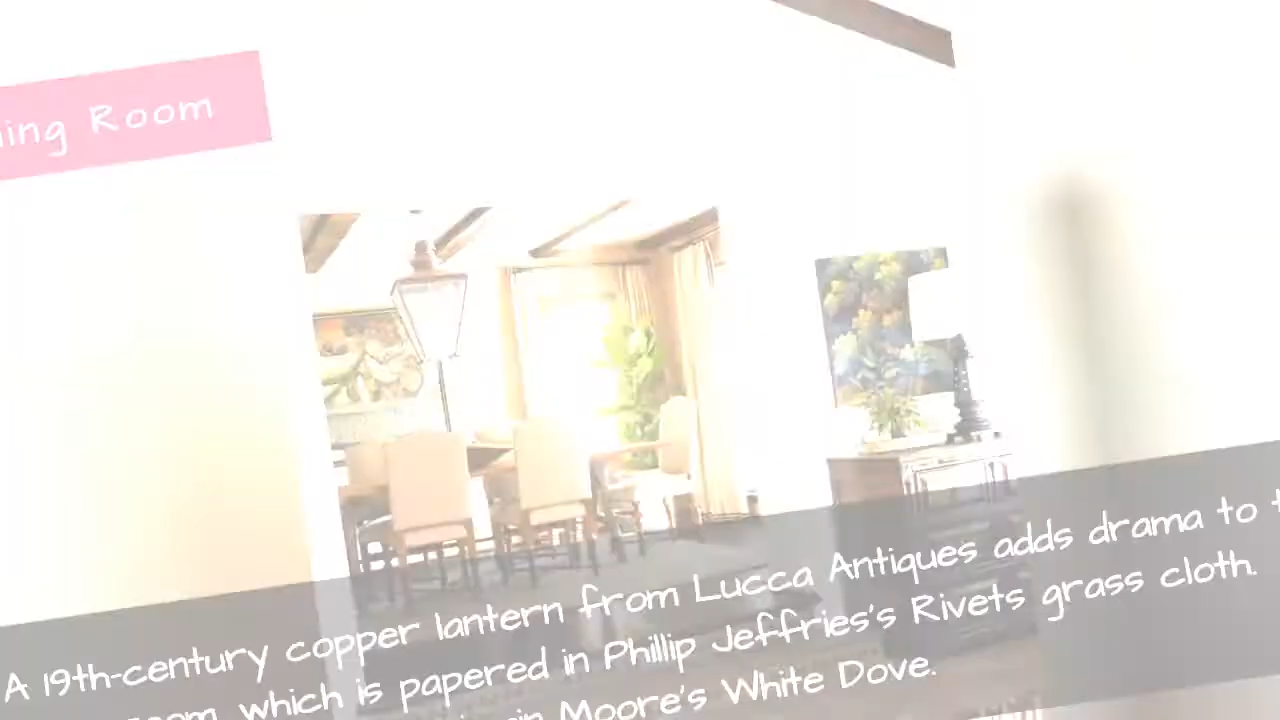 Room
A 19th-century copper lantern from Lucca Antiques adds drama to
which is papered in Phillip Jeffries's Rivets grass cloth.
Moore's White Dove.